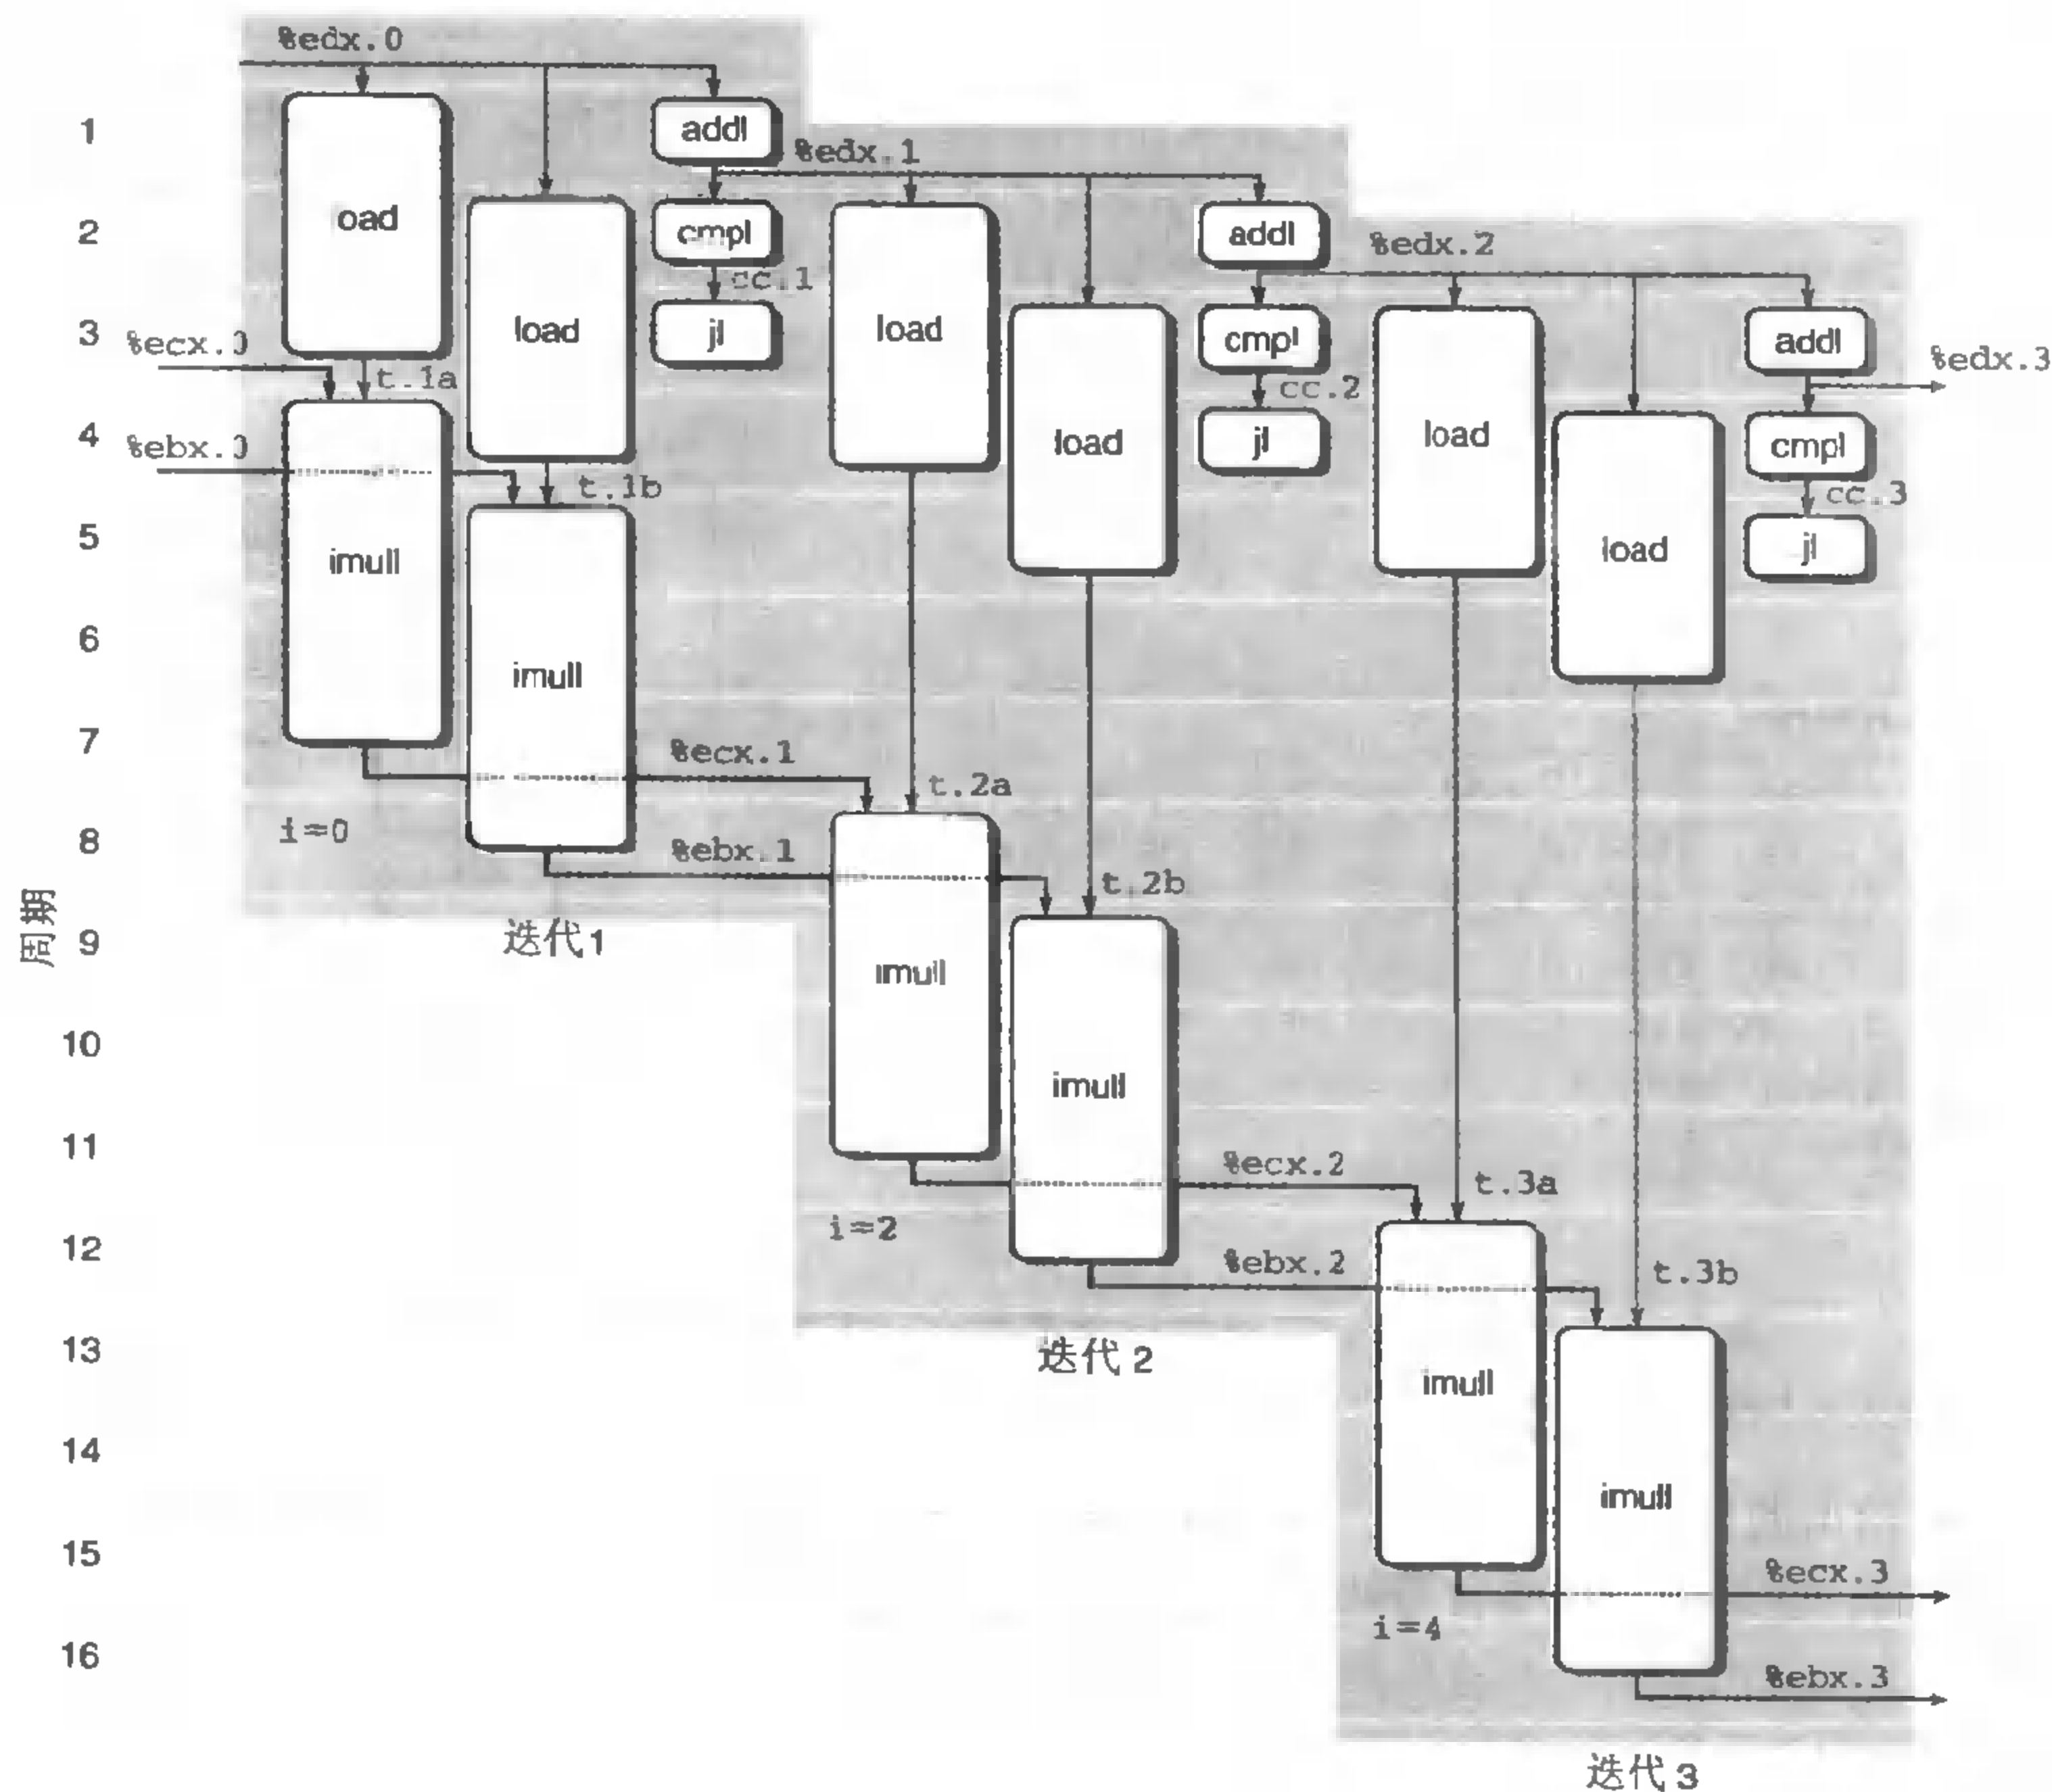 %edx.0
1
addl
%edx.1
2
oad
cmpl
load
addl
%edx.2
cc.1
3
load
jl
load
cmpl
load
addl
%edx.3
%ecx.0
t.1a
cc.2
4
%ebx.0
load
jl
load
cmpl
t.1b
cc.3
5
imull
load
jl
6
imull
7
%ecx.1
t.2a
8
i=0
%ebx.1
t.2b
周期
9
迭代1
imull
10
imull
11
%ecx.2
t.3a
12
i=2
%ebx.2
t.3b
13
迭代 2
imull
14
imull
15
%ecx.3
16
i=4
%ebx.3
迭代 3